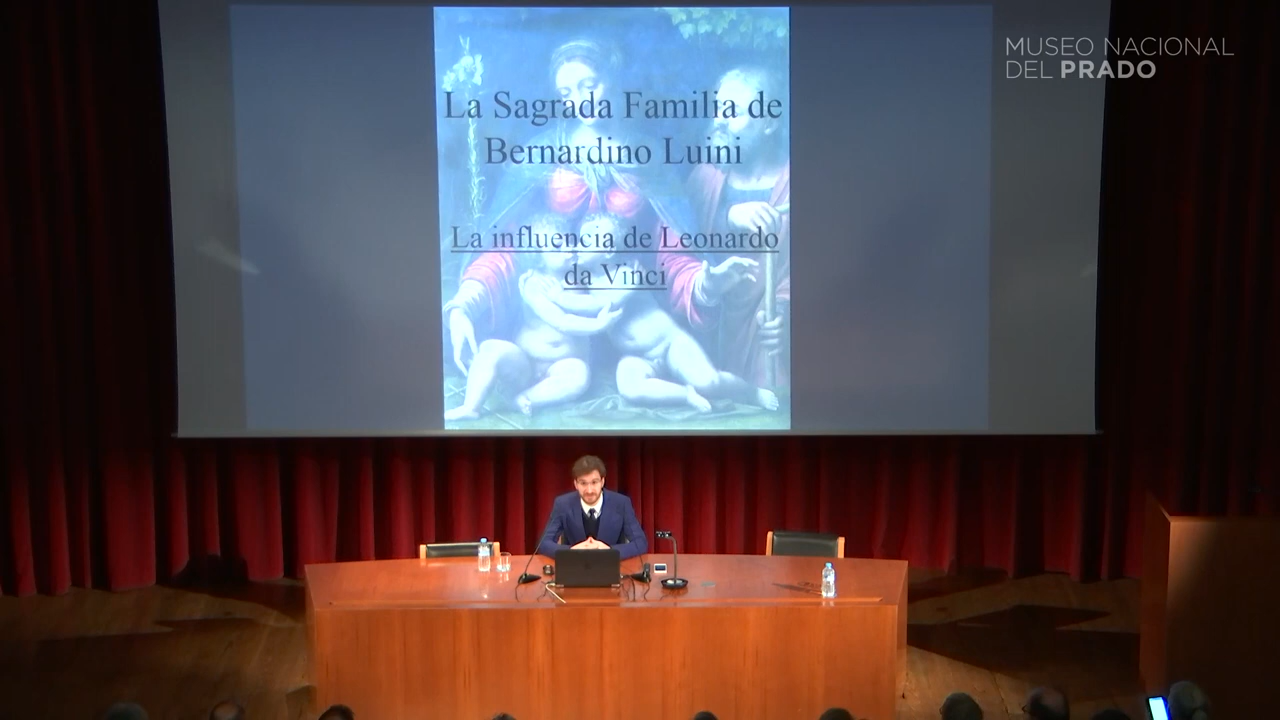 MUSEO NACIONAL
DEL PRADO
La Sagrada Familia de
Bernardino Luini
La influencia de Leonardo
da Vinci